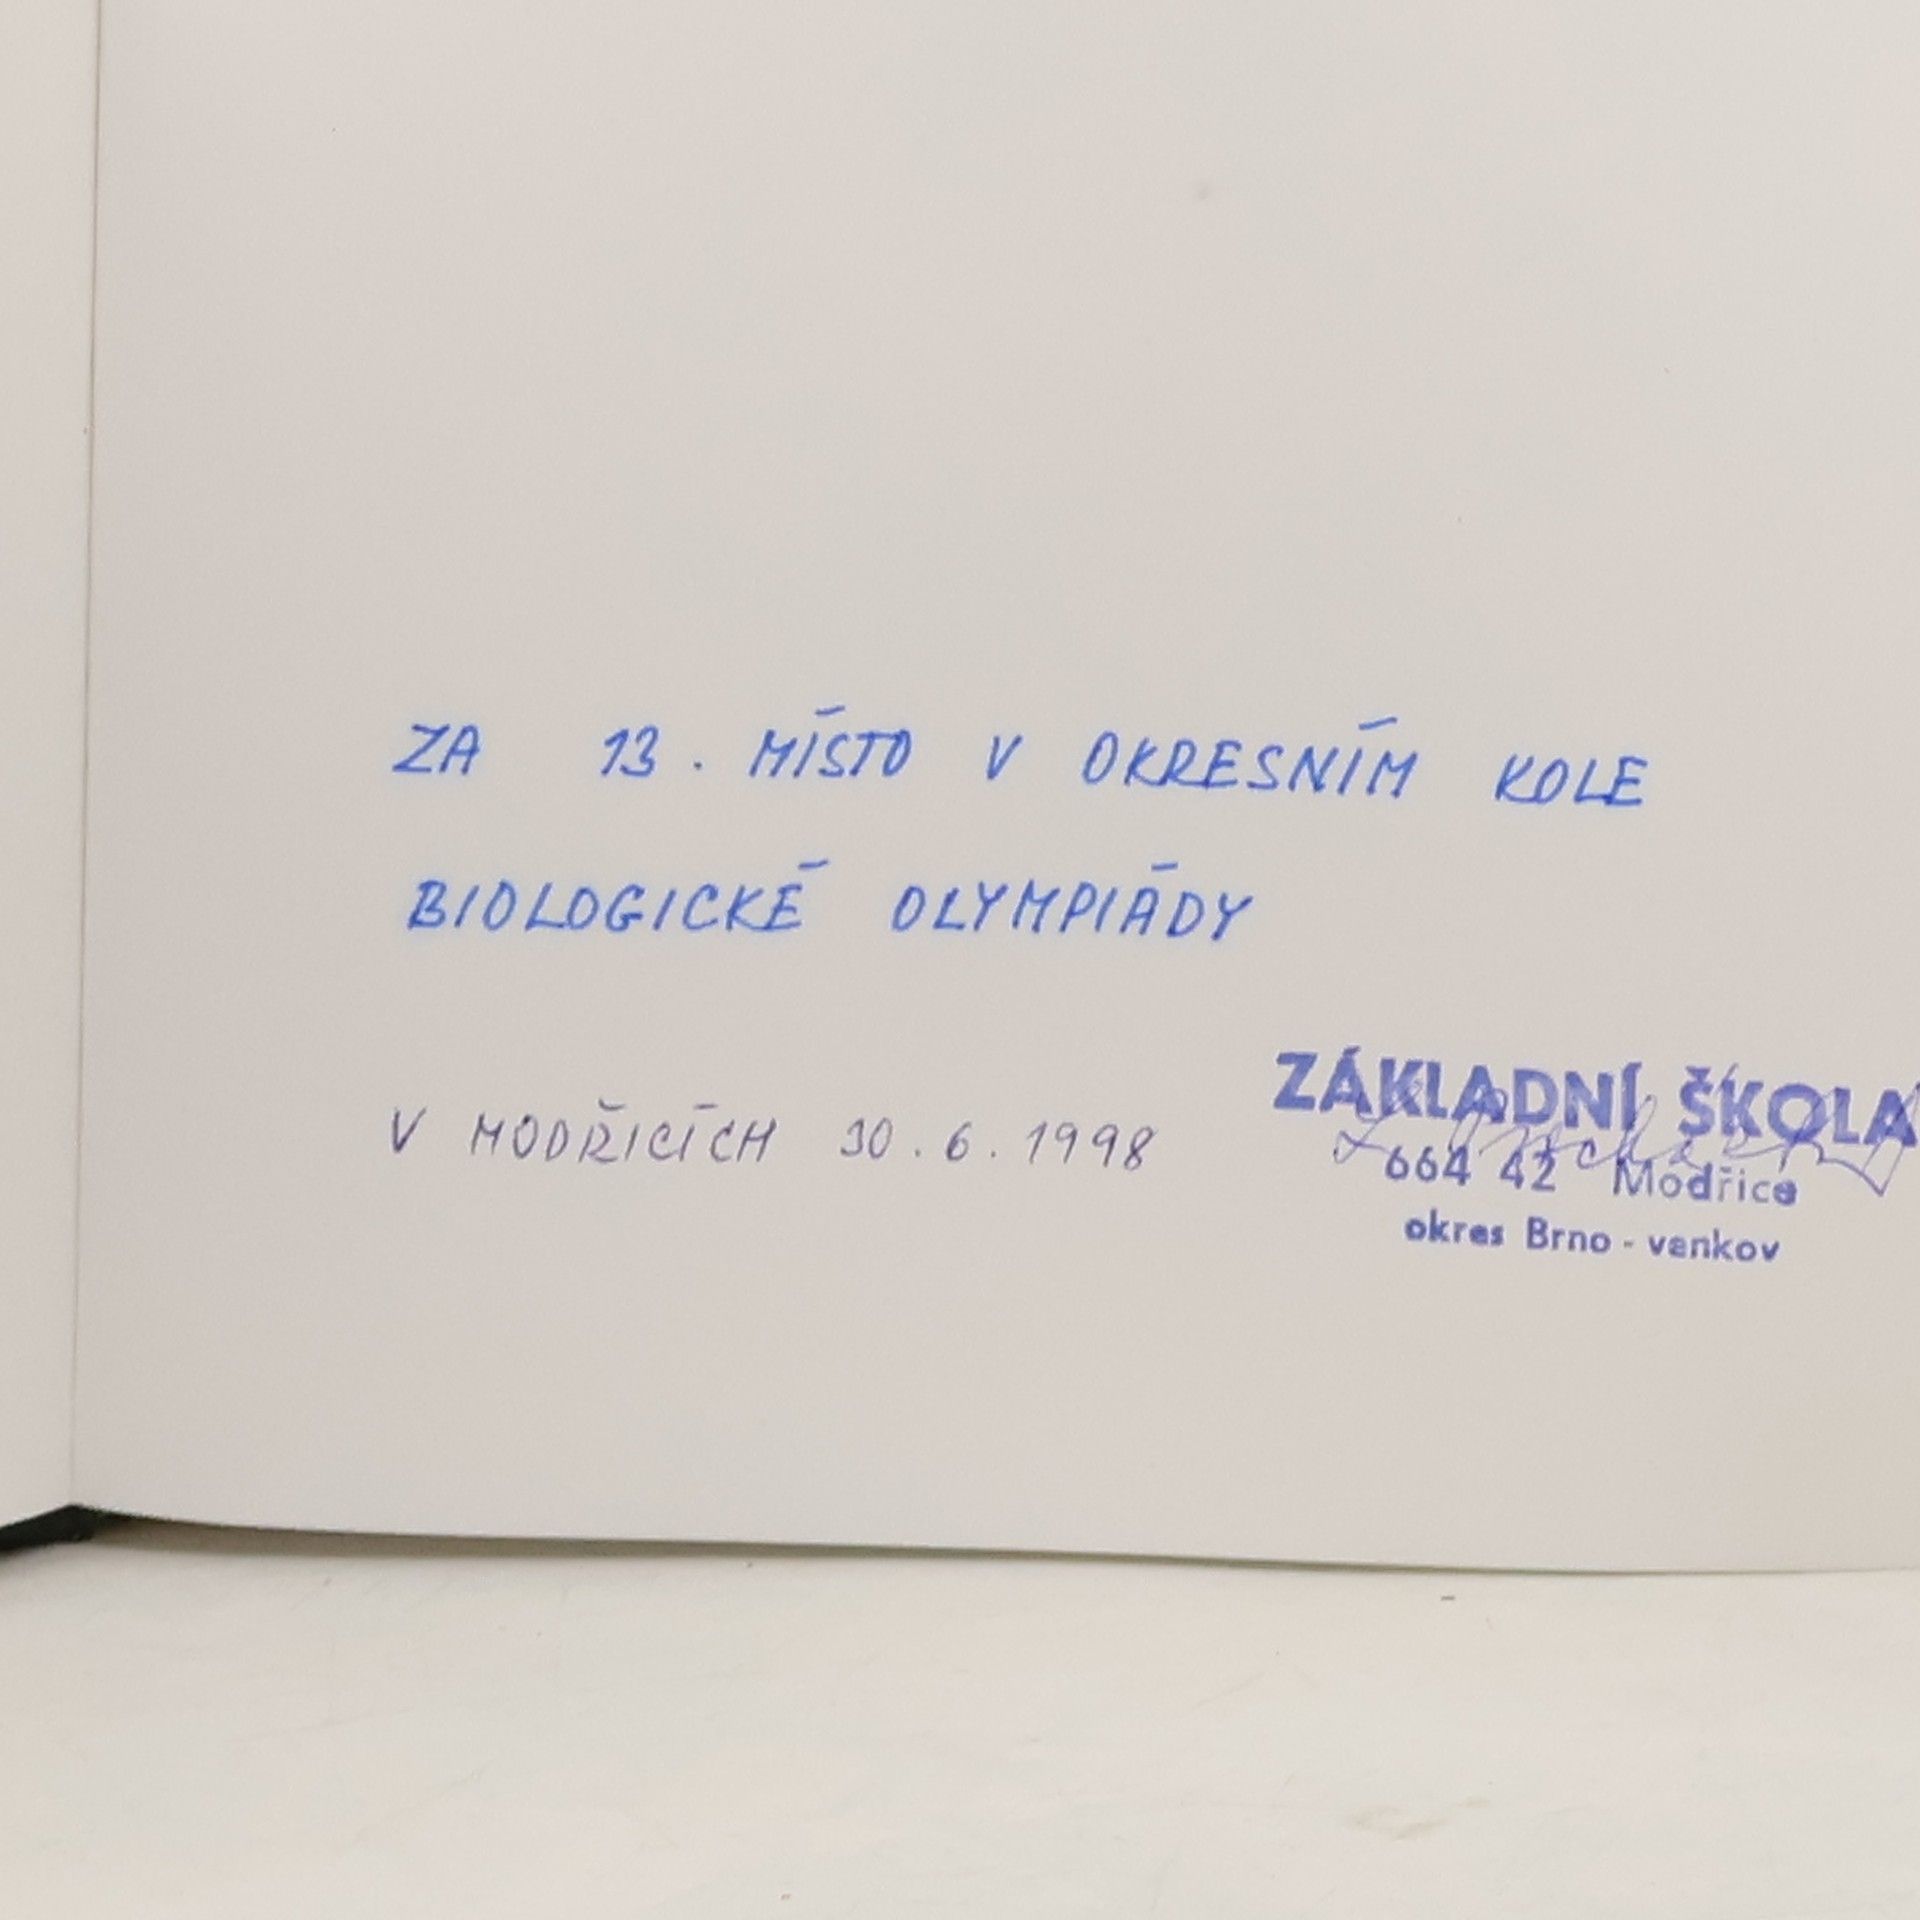 ZA 13. MÍSTO V OKRESNÍM KOLE
BIOLOGICKÉ OLYMPIÁDY
V MODŘICÍCH 30.6.1998
ZÁKLADNÍ ŠKOLA
664 42 Modřice
okres Brno - venkov